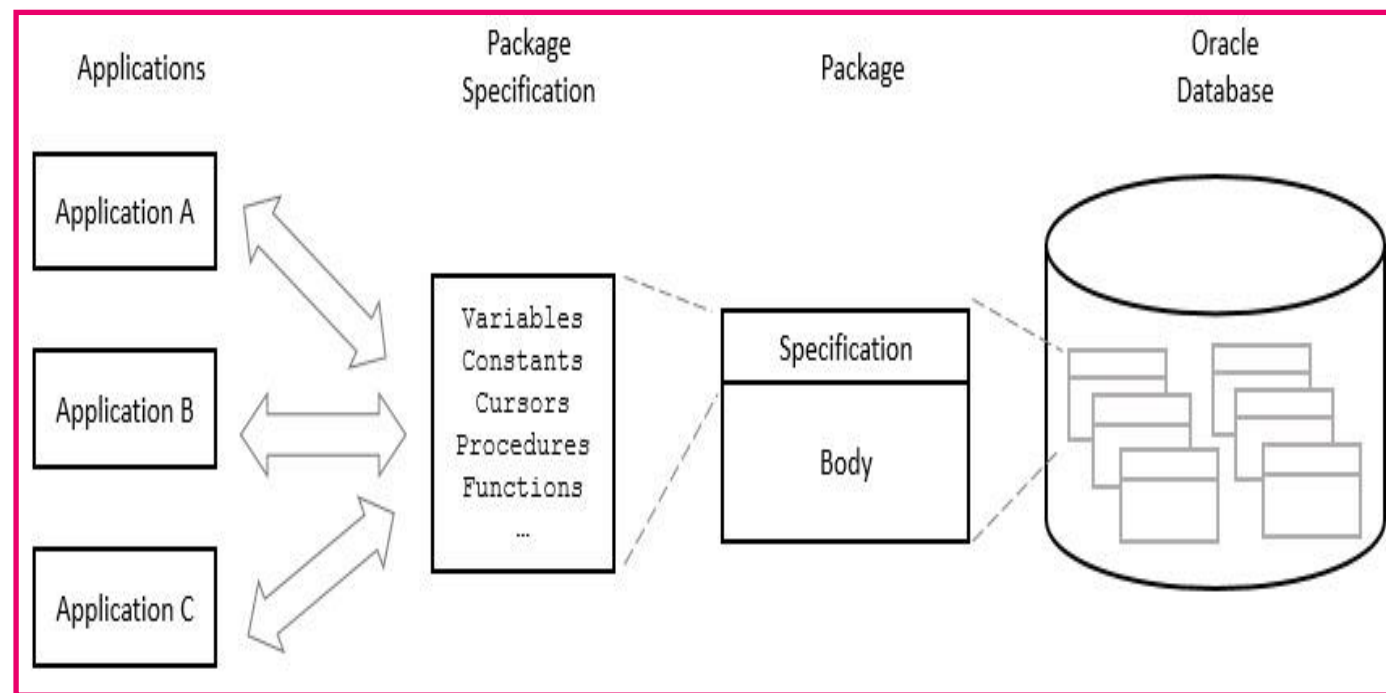 Applications
Package
Specification
Package
Oracle
Database
Application A
Application B
Application C
Variables
Constants
Cursors
Procedures
Functions
…
Specification
Body